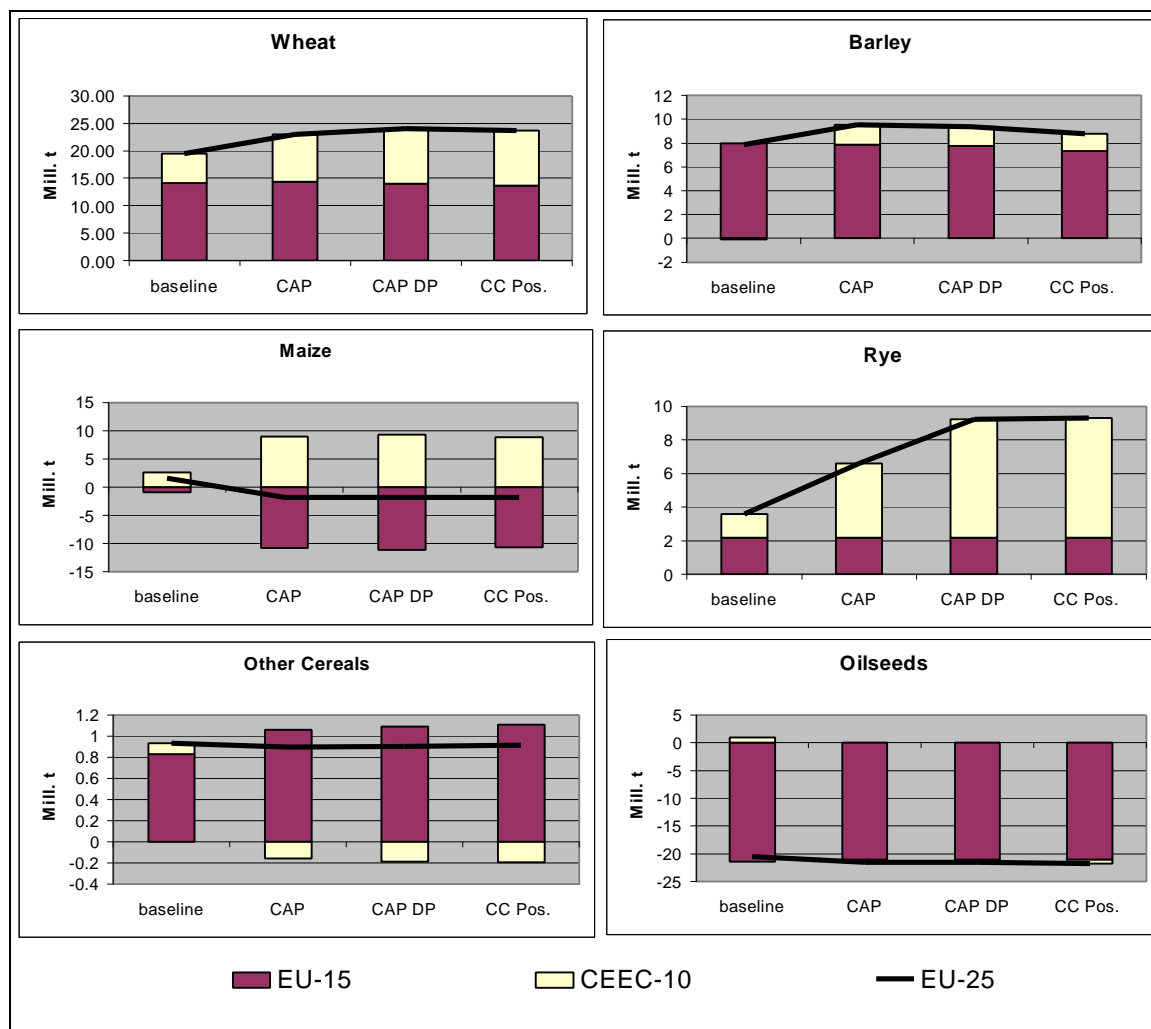 Wheat
Mill. t
30.00
25.00
20.00
15.00
10.00
5.00
0.00
baseline CAP CAP DP CC Pos.
Barley
Mill. t
12
10
8
6
4
2
0
-2
baseline CAP CAP DP CC Pos.
Maize
Mill. t
15
10
5
0
-5
-10
-15
baseline CAP CAP DP CC Pos.
Rye
Mill. t
10
8
6
4
2
0
baseline CAP CAP DP CC Pos.
Other Cereals
Mill. t
1.2
1
0.8
0.6
0.4
0.2
0
-0.2
-0.4
baseline CAP CAP DP CC Pos.
Oilseeds
Mill. t
5
0
-5
-10
-15
-20
-25
baseline CAP CAP DP CC Pos.
EU-15 CEEC-10 EU-25